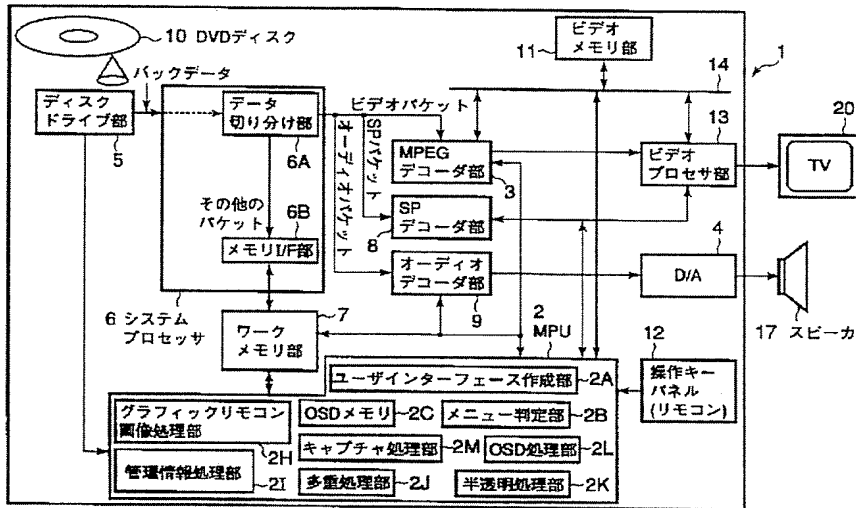 10 DVDディスク
パックデータ
ディスク
ドライブ部
5
データ
切り分け部
6A
その他の
パケット
6B
メモリI/F部
6 システム
プロセッサ
ビデオパケット
SPパケット
オーディオパケット
MPEG
デコーダ部
3
SP
デコーダ部
8
オーディオ
デコーダ部
9
ビデオ
メモリ部
11
14
1
13
ビデオ
プロセサ部
20
TV
4
D/A
17 スピーカ
7
ワーク
メモリ部
2
MPU
12
操作キー
パネル
(リモコン)
ユーザインターフェース作成部
2A
グラフィックリモコン
画像処理部
2H
OSDメモリ
2C
メニュー判定部
2B
キャプチャ処理部
2M
OSD処理部
2L
管理情報処理部
2I
多重処理部
2J
半透明処理部
2K